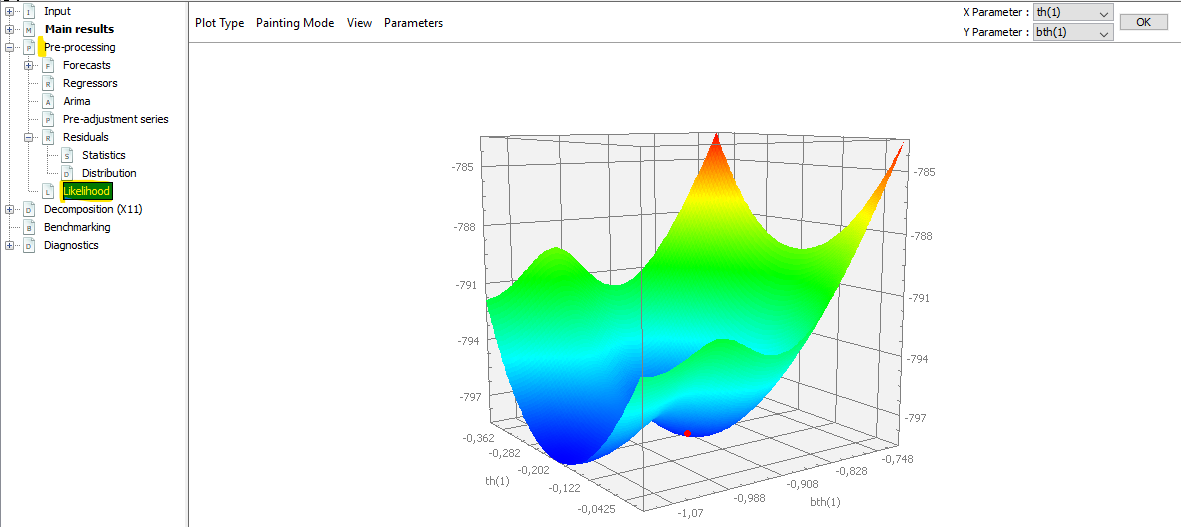 Input
Main results
Pre-processing
Forecasts
Regressors
Arima
Pre-adjustment series
Residuals
Statistics
Distribution
Likelihood
Decomposition (X11)
Benchmarking
Diagnostics
Plot Type Painting Mode View Parameters
X Parameter : th(1)
Y Parameter : bth(1)
OK
-785
-788
-791
-794
-797
-785
-788
-791
-794
-797
-0,362
-0,282
-0,202
-0,122
-0,0425
th(1)
-1,07
-0,988
-0,908
-0,828
-0,748
bth(1)